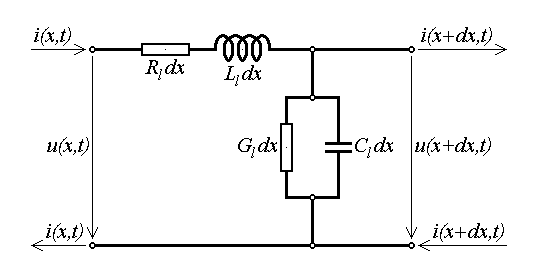 i(x,t)
i(x+dx,t)
R_l dx
L_l dx
u(x,t)
G_l dx
C_l dx
u(x+dx,t)
i(x,t)
i(x+dx,t)